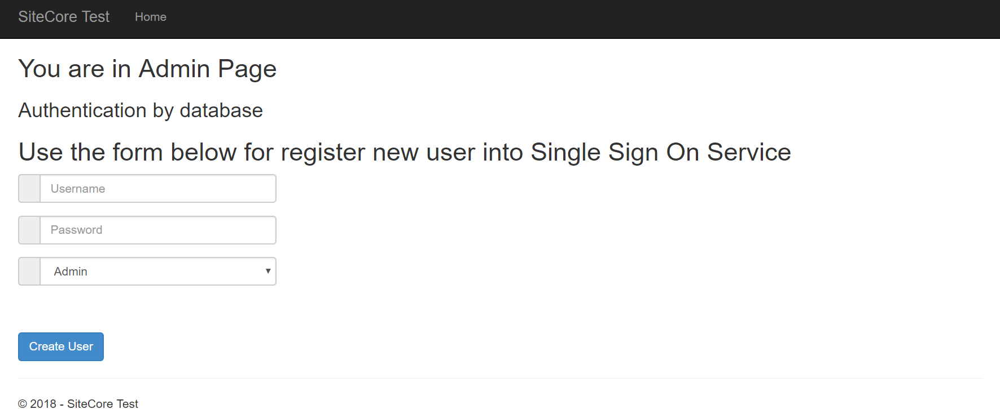 SiteCore Test Home
You are in Admin Page
Authentication by database
Use the form below for register new user into Single Sign On Service
Username
Password
Admin
Create User
© 2018 - SiteCore Test